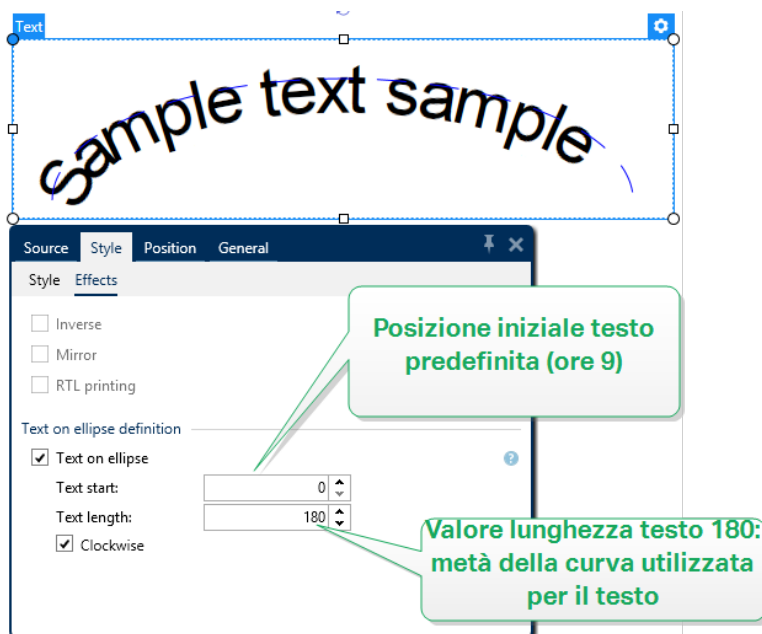 Text
Sample text sample
Source Style Position General
Style Effects
Inverse
Mirror
RTL printing
Posizione iniziale testo
predefinita (ore 9)
Text on ellipse definition
Text on ellipse ?
Text start: 0
Text length: 180
Clockwise
Valore lunghezza testo 180:
metà della curva utilizzata
per il testo